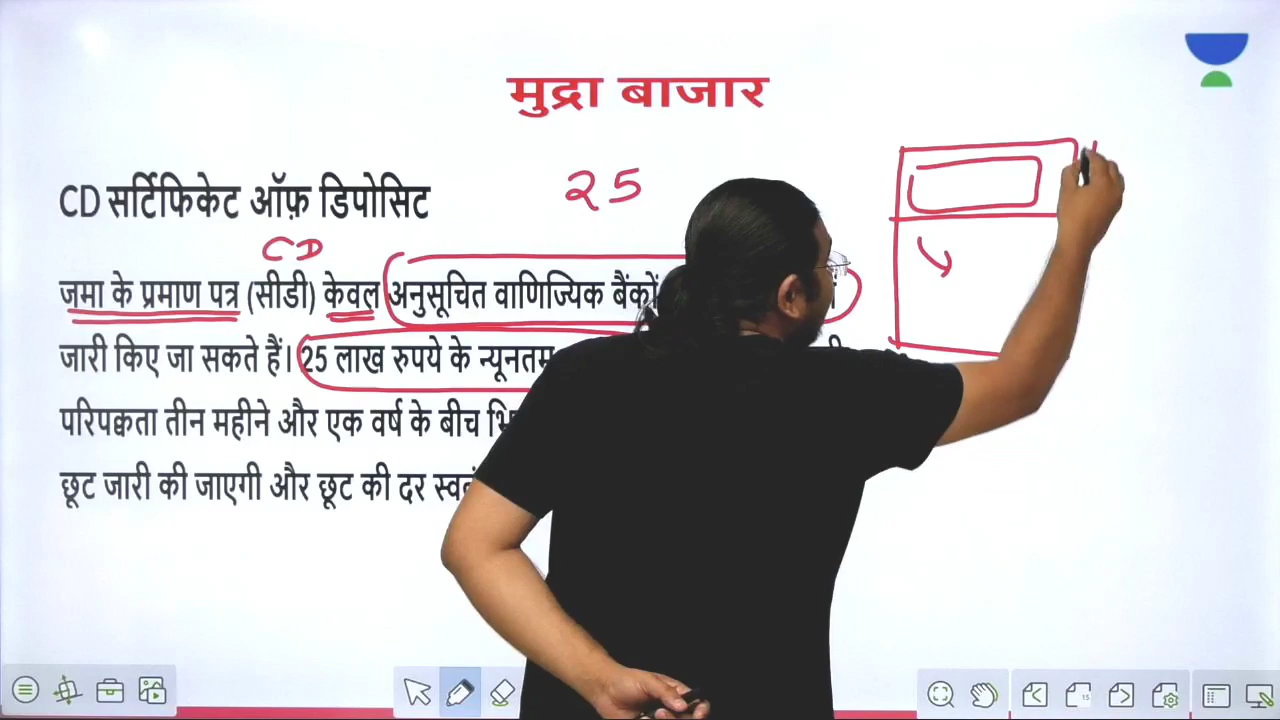 मुद्रा बाजार
CD सर्टिफिकेट ऑफ़ डिपोसिट
25
CD
जमा के प्रमाण पत्र (सीडी) केवल अनुसूचित वाणिज्यिक बैंकों
जारी किए जा सकते हैं। 25 लाख रुपये के न्यूनतम
परिपक्वता तीन महीने और एक वर्ष के बीच
छूट जारी की जाएगी और छूट की दर
15